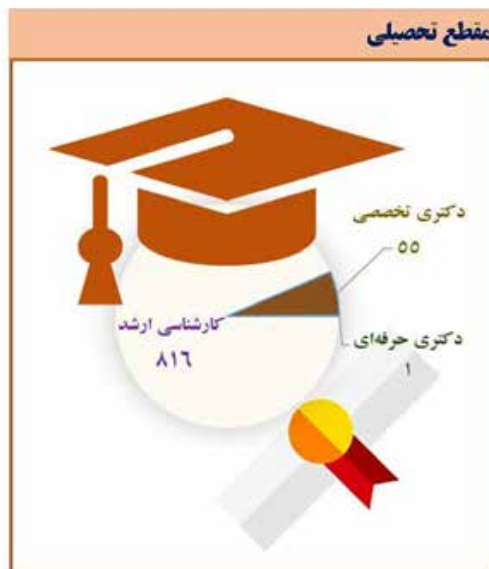 مقطع تحصیلی
دکتری تخصصی
۵۵
کارشناسی ارشد
۸۱۶
دکتری حرفه‌ای
۱